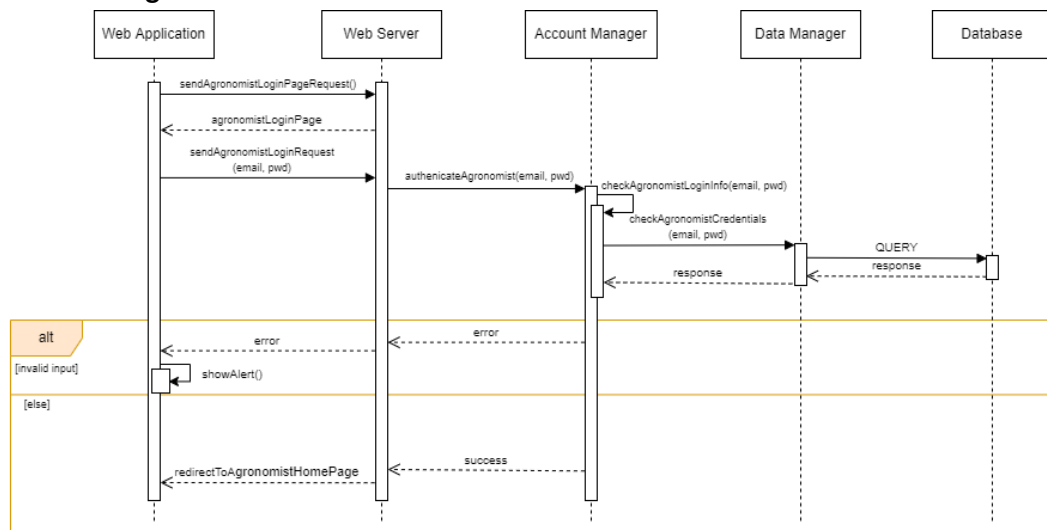 Web Application
Web Server
Account Manager
Data Manager
Database
sendAgronomistLoginPageRequest()
agronomistLoginPage
sendAgronomistLoginRequest
(email, pwd)
authenicateAgronomist(email, pwd)
checkAgronomistLoginInfo(email, pwd)
checkAgronomistCredentials
(email, pwd)
QUERY
response
response
alt
error
error
[invalid input]
showAlert()
[else]
success
redirectToAgronomistHomePage